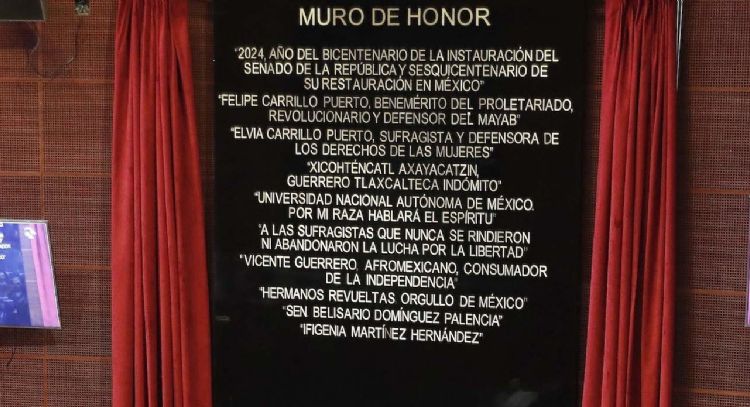 MURO DE HONOR
"2024, AÑO DEL BICENTENARIO DE LA INSTAURACIÓN DEL
SENADO DE LA REPÚBLICA Y SESQUICENTENARIO DE
SU RESTAURACIÓN EN MÉXICO"
"FELIPE CARRILLO PUERTO, BENEMÉRITO DEL PROLETARIADO,
REVOLUCIONARIO Y DEFENSOR DEL MAYAB"
"ELVIA CARRILLO PUERTO, SUFRAGISTA Y DEFENSORA DE
LOS DERECHOS DE LAS MUJERES"
"XICOHTÉNCATL AXAYACATZIN,
GUERRERO TLAXCALTECA INDÓMITO"
"UNIVERSIDAD NACIONAL AUTÓNOMA DE MÉXICO.
POR MI RAZA HABLARÁ EL ESPÍRITU"
"A LAS SUFRAGISTAS QUE NUNCA SE RINDIERON
NI ABANDONARON LA LUCHA POR LA LIBERTAD"
"VICENTE GUERRERO, AFROMEXICANO, CONSUMADOR
DE LA INDEPENDENCIA"
"HERMANOS REVUELTAS ORGULLO DE MÉXICO"
"SEN BELISARIO DOMÍNGUEZ PALENCIA"
"IFIGENIA MARTÍNEZ HERNÁNDEZ"